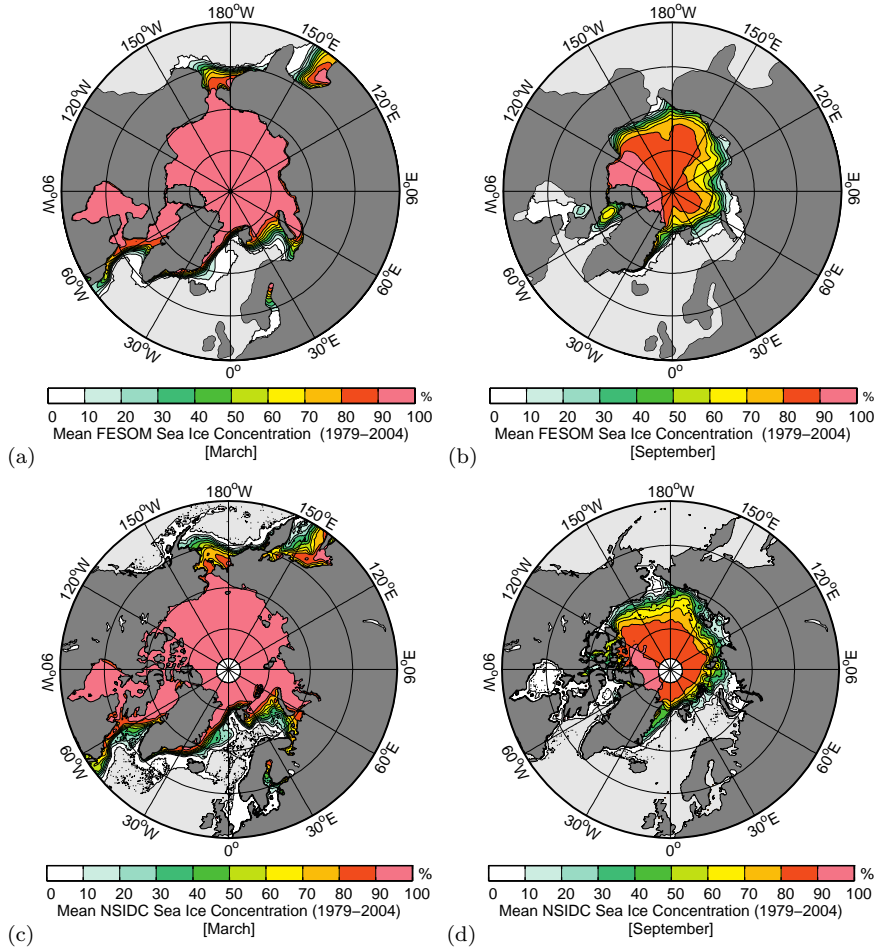 180°W
150°W 150°E
120°W 120°E
90°W 90°E
60°W 60°E
30°W 30°E
0°
0 10 20 30 40 50 60 70 80 90 100 %
Mean FESOM Sea Ice Concentration (1979–2004)
[March]
(a)
180°W
150°W 150°E
120°W 120°E
90°W 90°E
60°W 60°E
30°W 30°E
0°
0 10 20 30 40 50 60 70 80 90 100 %
Mean FESOM Sea Ice Concentration (1979–2004)
[September]
(b)
180°W
150°W 150°E
120°W 120°E
90°W 90°E
60°W 60°E
30°W 30°E
0°
0 10 20 30 40 50 60 70 80 90 100 %
Mean NSIDC Sea Ice Concentration (1979–2004)
[March]
(c)
180°W
150°W 150°E
120°W 120°E
90°W 90°E
60°W 60°E
30°W 30°E
0°
0 10 20 30 40 50 60 70 80 90 100 %
Mean NSIDC Sea Ice Concentration (1979–2004)
[September]
(d)